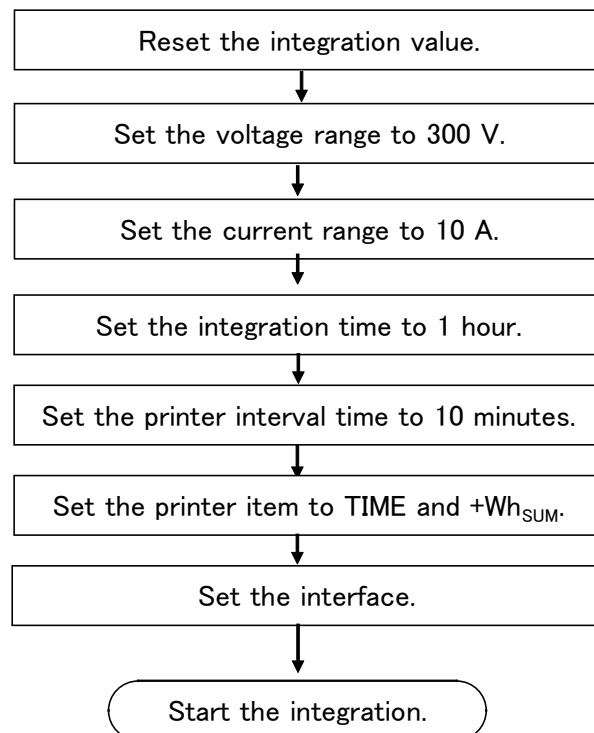 Reset the integration value.
Set the voltage range to 300 V.
Set the current range to 10 A.
Set the integration time to 1 hour.
Set the printer interval time to 10 minutes.
Set the printer item to TIME and +WhSUM.
Set the interface.
Start the integration.